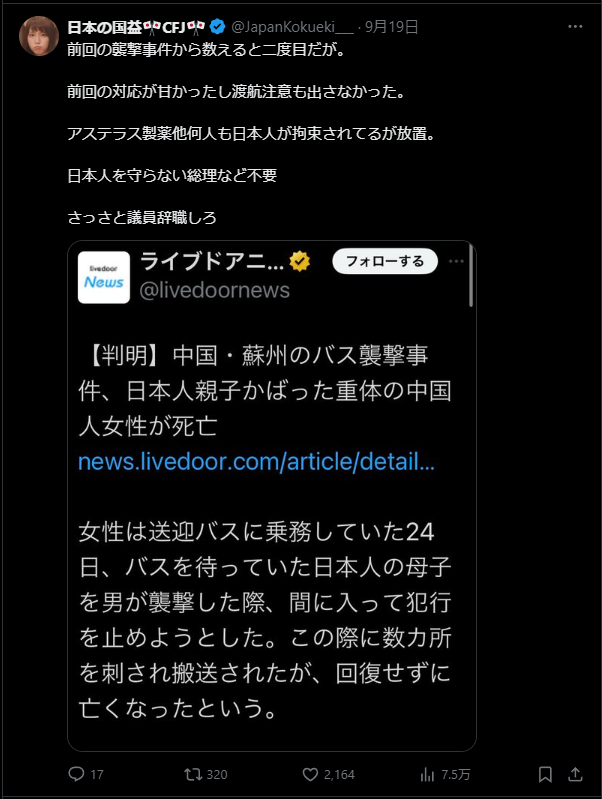 日本の国益🎌CFJ🎌 @JapanKokueki___ · 9月19日
前回の襲撃事件から数えると二度目だが。
前回の対応が甘かったし渡航注意も出さなかった。
アステラス製薬他何人も日本人が拘束されてるが放置。
日本人を守らない総理など不要
さっさと議員辞職しろ
livedoor
News
ライブドアニ...
フォローする
@livedoornews
【判明】中国・蘇州のバス襲撃事
件、日本人親子かばった重体の中国
人女性が死亡
news.livedoor.com/article/detail...
女性は送迎バスに乗務していた24
日、バスを待っていた日本人の母子
を男が襲撃した際、間に入って犯行
を止めようとした。この際に数カ所
を刺され搬送されたが、回復せずに
亡くなったという。
17 320 2,164 7.5万